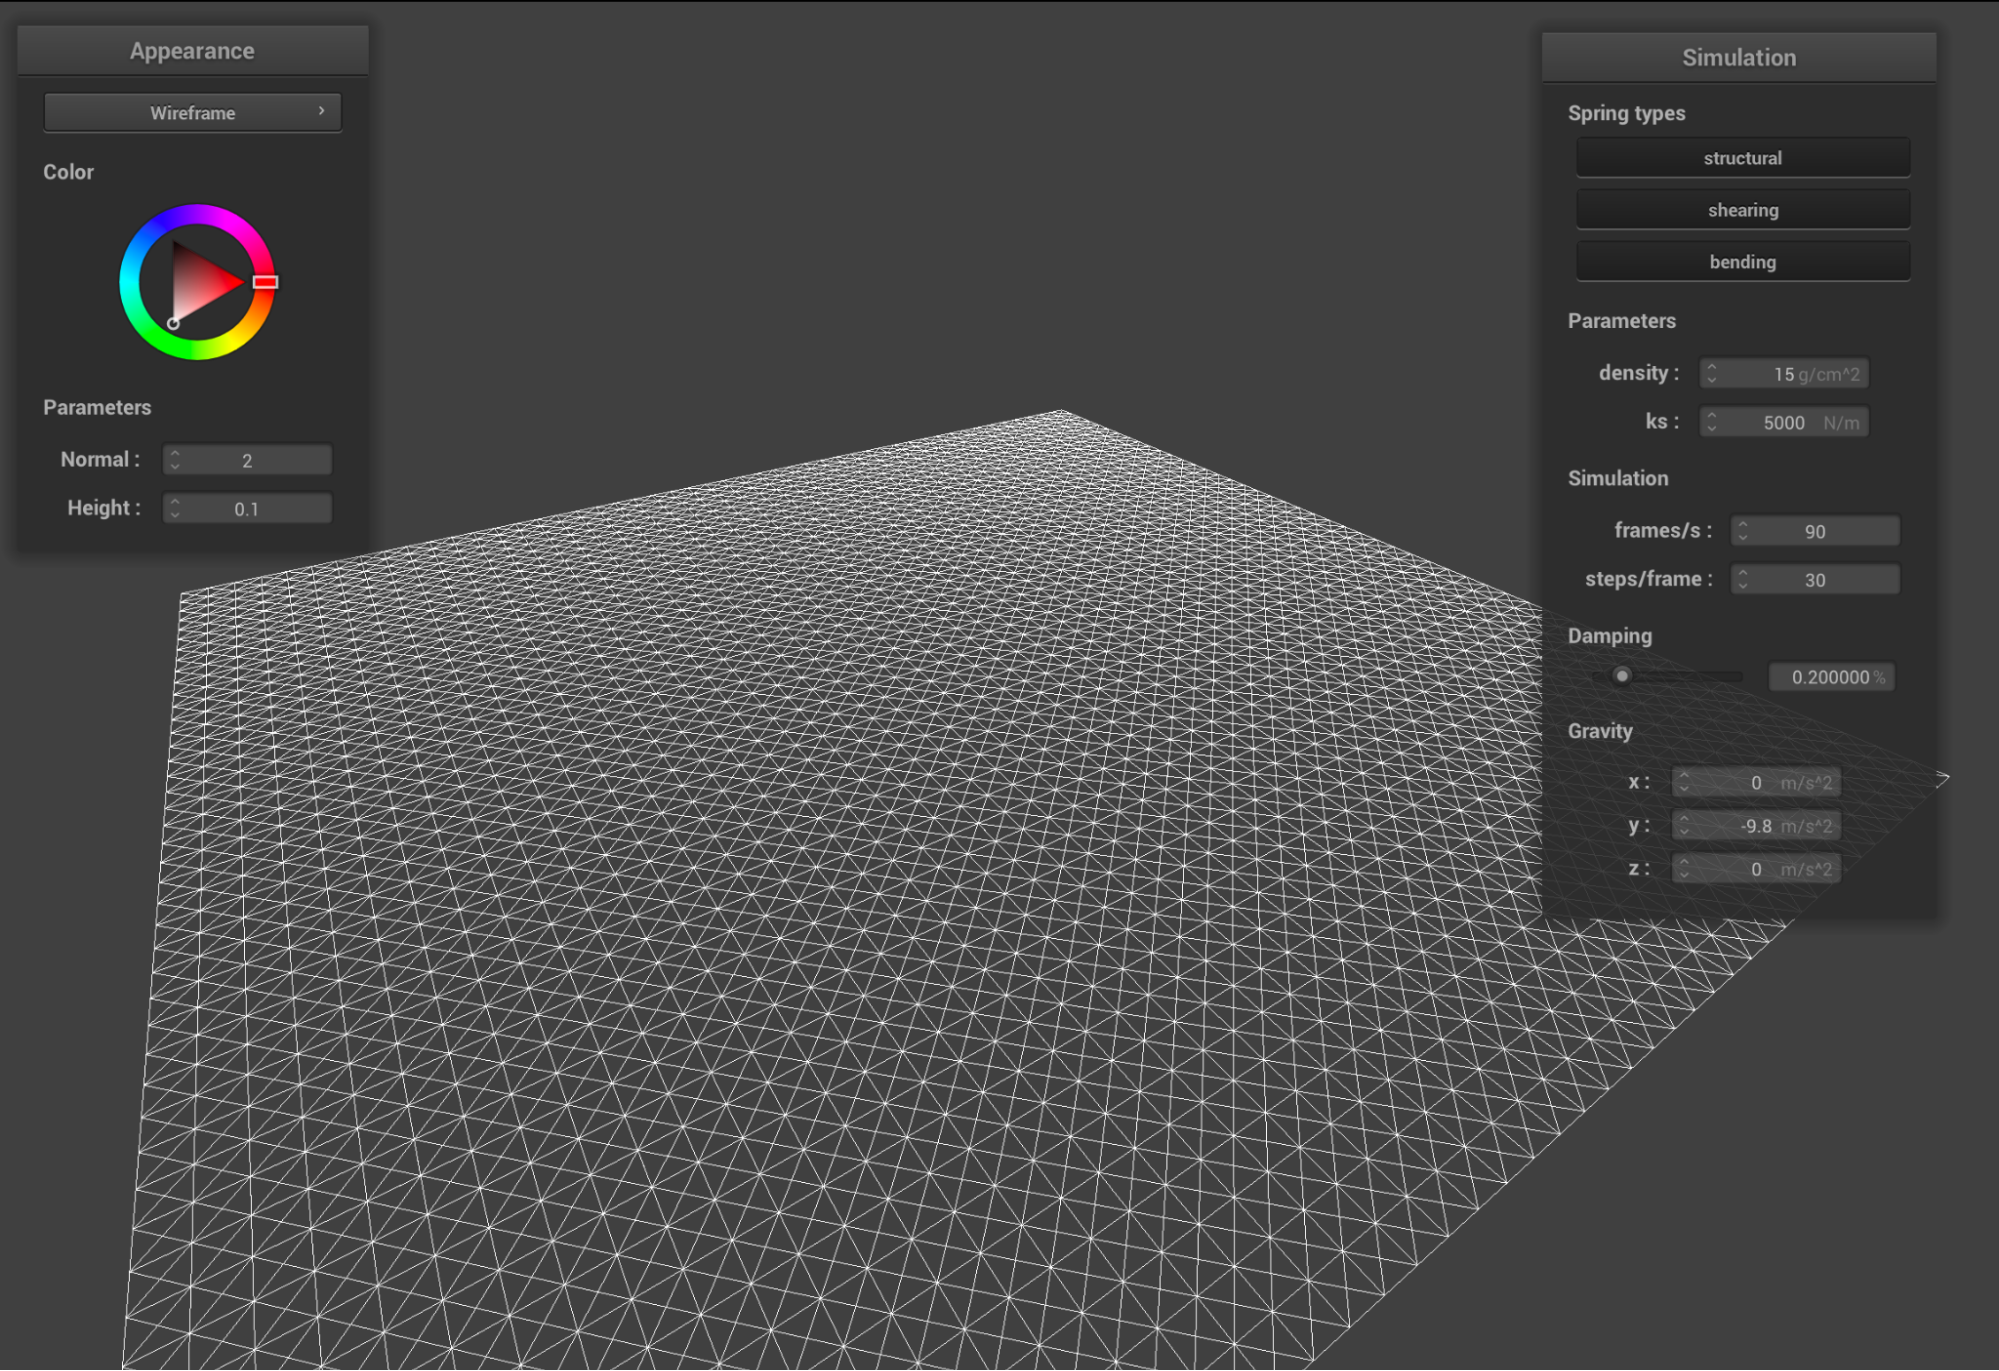 Appearance
Wireframe
Color
Parameters
Normal : 2
Height : 0.1
Simulation
Spring types
structural
shearing
bending
Parameters
density : 15 g/cm^2
ks : 5000 N/m
Simulation
frames/s : 90
steps/frame : 30
Damping
0.200000 %
Gravity
x : 0 m/s^2
y : -9.8 m/s^2
z : 0 m/s^2